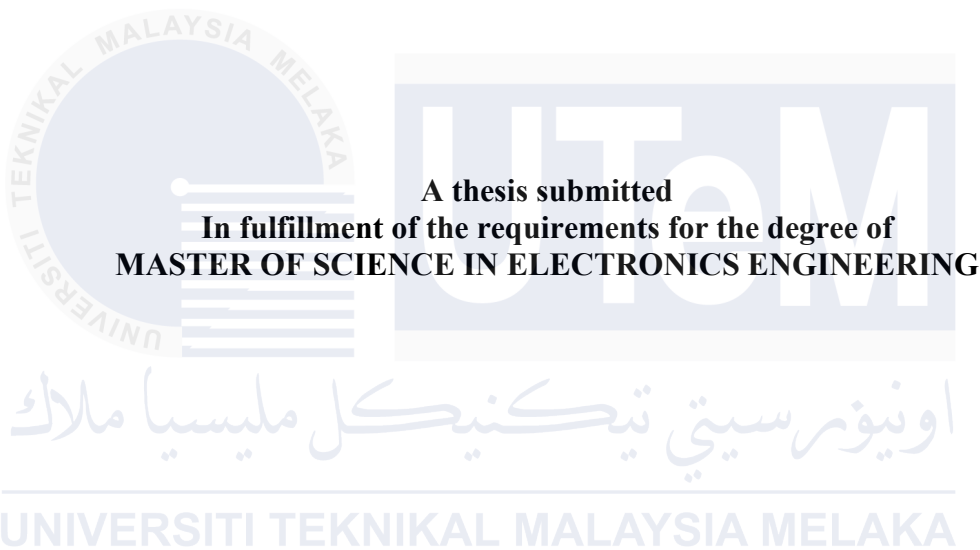 UNIVERSITI TEKNIKAL MALAYSIA MELAKA
UTeM
A thesis submitted
In fulfillment of the requirements for the degree of
MASTER OF SCIENCE IN ELECTRONICS ENGINEERING
اونيۏرسيتي تيكنيكل مليسيا ملاك
UNIVERSITI TEKNIKAL MALAYSIA MELAKA